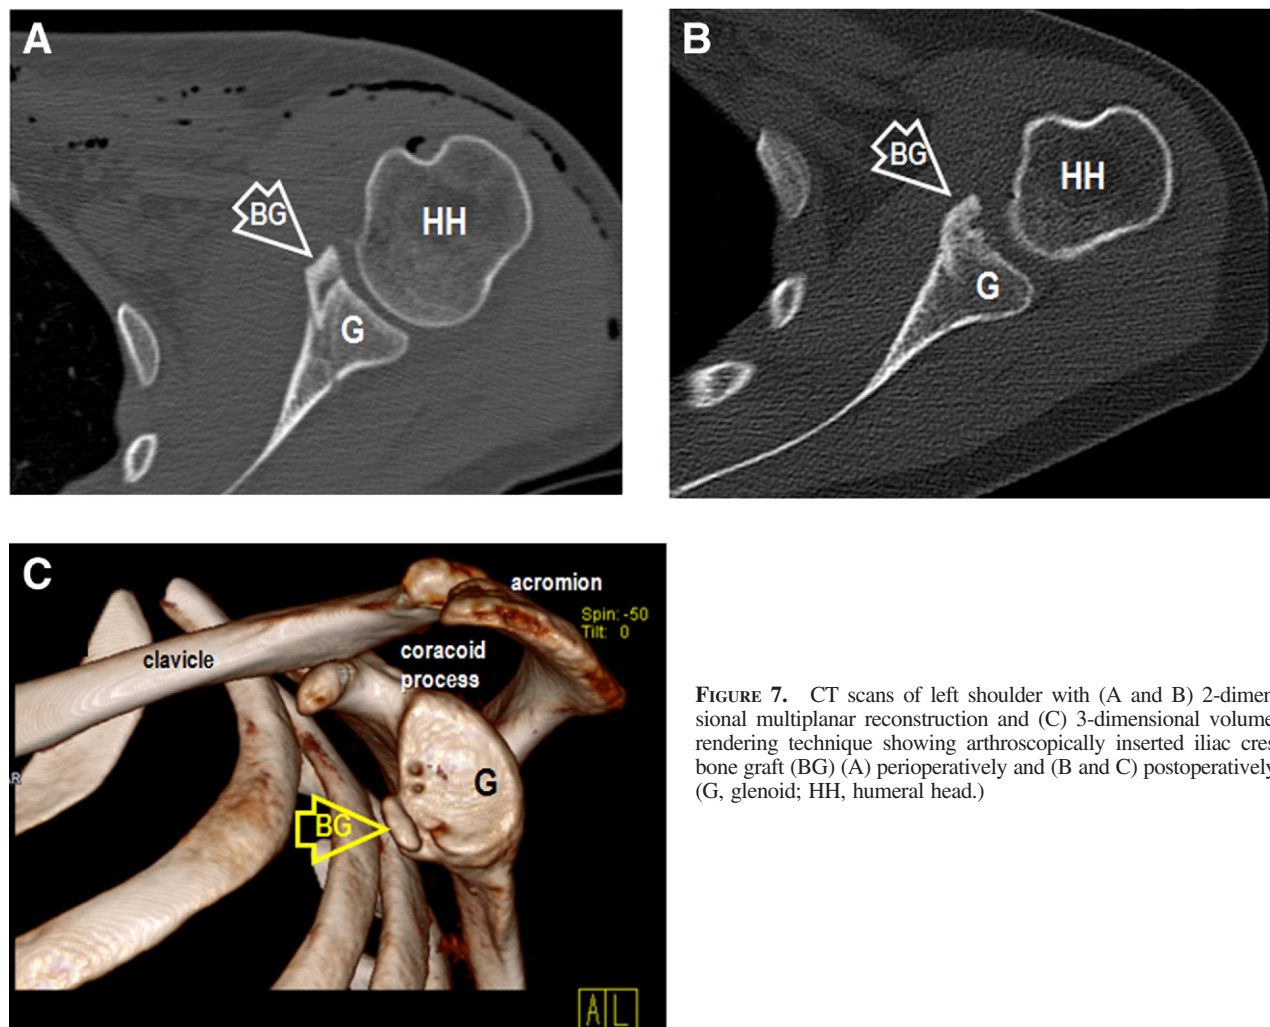 A
BG
HH
G
B
BG
HH
G
C
acromion
Spin: -50
Tilt: 0
clavicle
coracoid
process
G
BG
R
A L
FIGURE 7. CT scans of left shoulder with (A and B) 2-dimen
sional multiplanar reconstruction and (C) 3-dimensional volume
rendering technique showing arthroscopically inserted iliac cres
bone graft (BG) (A) perioperatively and (B and C) postoperatively
(G, glenoid; HH, humeral head.)